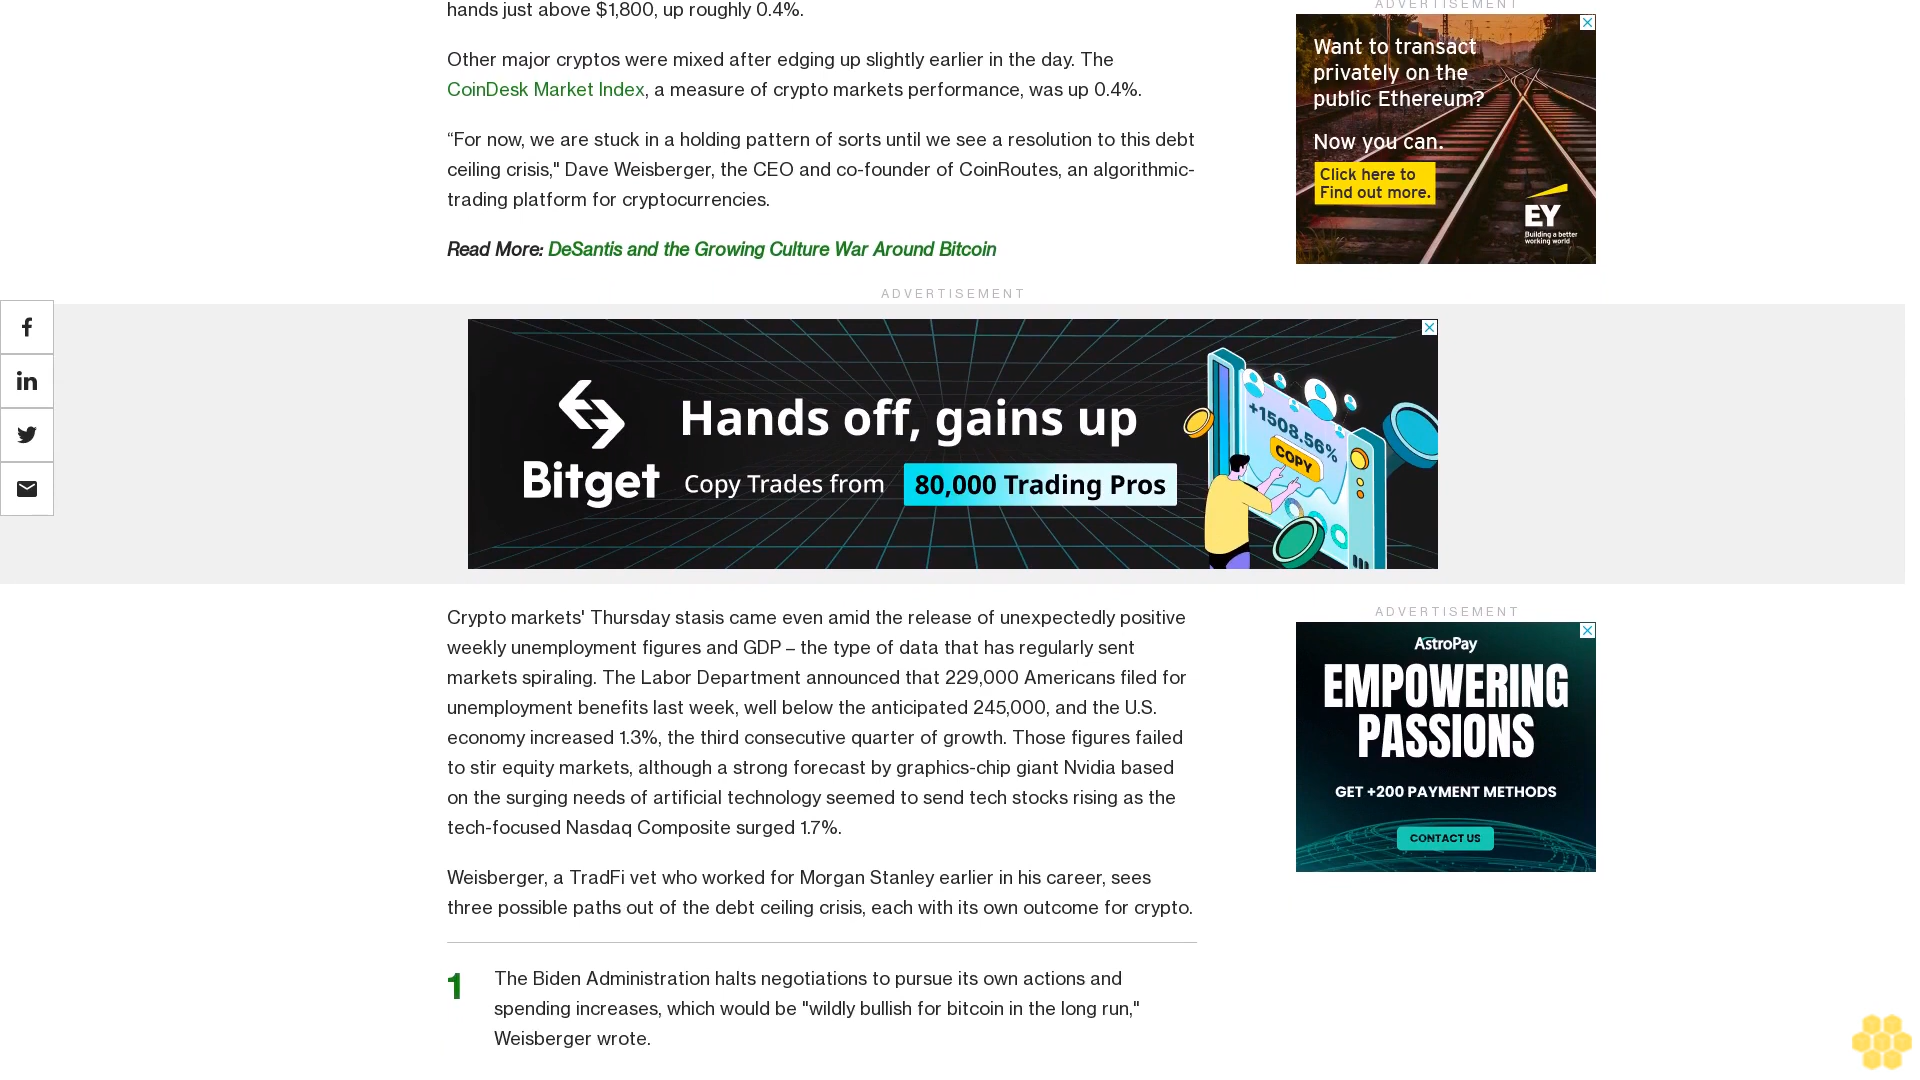 hands just above $1,800, up roughly 0.4%.
Other major cryptos were mixed after edging up slightly earlier in the day. The
CoinDesk Market Index, a measure of crypto markets performance, was up 0.4%.
“For now, we are stuck in a holding pattern of sorts until we see a resolution to this debt
ceiling crisis," Dave Weisberger, the CEO and co-founder of CoinRoutes, an algorithmic-
trading platform for cryptocurrencies.
Read More: DeSantis and the Growing Culture War Around Bitcoin
ADVERTISEMENT
Want to transact
privately on the
public Ethereum?
Now you can.
Click here to
Find out more.
EY
Building a better
working world
ADVERTISEMENT
Bitget
Hands off, gains up
Copy Trades from 80,000 Trading Pros
+1508.56%
COPY
Crypto markets' Thursday stasis came even amid the release of unexpectedly positive
weekly unemployment figures and GDP – the type of data that has regularly sent
markets spiraling. The Labor Department announced that 229,000 Americans filed for
unemployment benefits last week, well below the anticipated 245,000, and the U.S.
economy increased 1.3%, the third consecutive quarter of growth. Those figures failed
to stir equity markets, although a strong forecast by graphics-chip giant Nvidia based
on the surging needs of artificial technology seemed to send tech stocks rising as the
tech-focused Nasdaq Composite surged 1.7%.
Weisberger, a TradFi vet who worked for Morgan Stanley earlier in his career, sees
three possible paths out of the debt ceiling crisis, each with its own outcome for crypto.
ADVERTISEMENT
AstroPay
EMPOWERING
PASSIONS
GET +200 PAYMENT METHODS
CONTACT US
1
The Biden Administration halts negotiations to pursue its own actions and
spending increases, which would be "wildly bullish for bitcoin in the long run,"
Weisberger wrote.